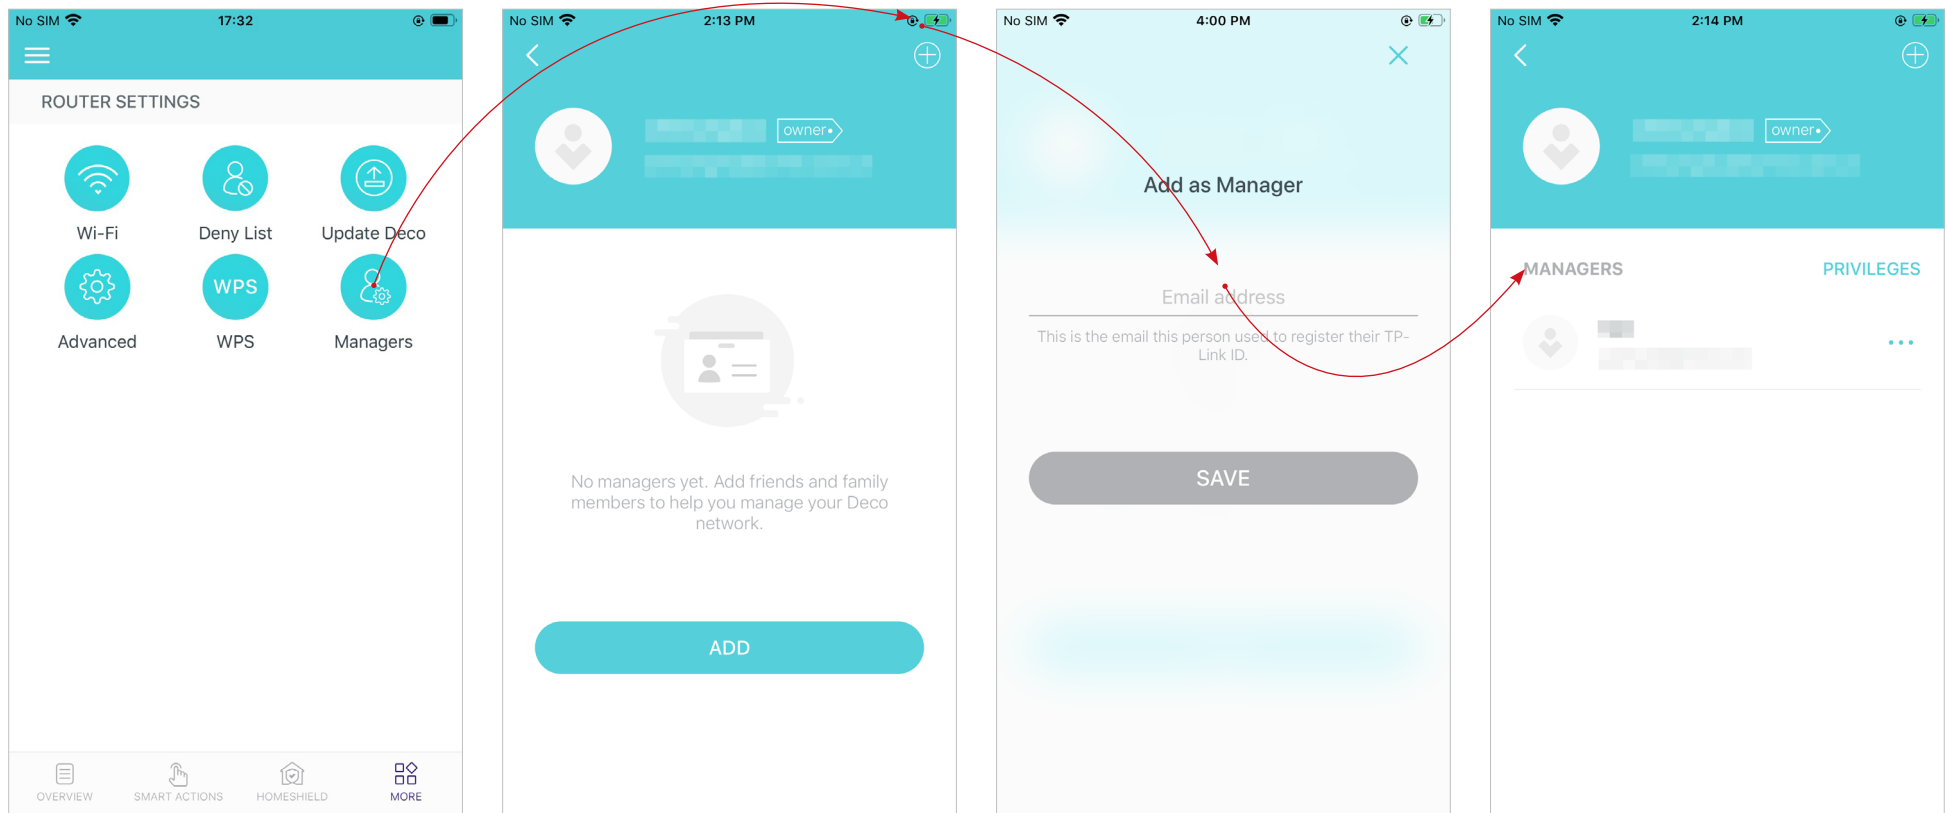 No SIM 17:32
ROUTER SETTINGS
Wi-Fi Deny List Update Deco
WPS
Advanced WPS Managers
OVERVIEW SMART ACTIONS HOMESHIELD MORE
No SIM 2:13 PM
owner
No managers yet. Add friends and family
members to help you manage your Deco
network.
ADD
No SIM 4:00 PM
Add as Manager
Email address
This is the email this person used to register their TP-
Link ID.
SAVE
No SIM 2:14 PM
owner
MANAGERS PRIVILEGES